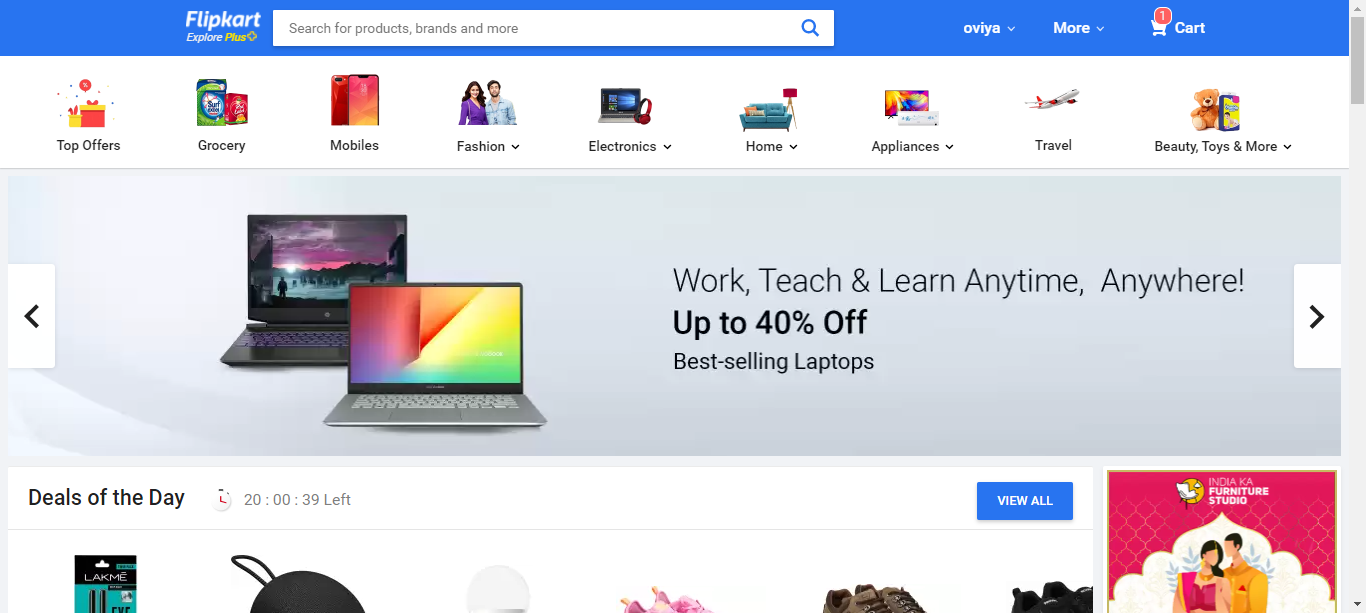 Flipkart
Explore Plus
Search for products, brands and more
oviya
More
1
Cart
Top Offers
Grocery
Mobiles
Fashion
Electronics
Home
Appliances
Travel
Beauty, Toys & More
Work, Teach & Learn Anytime, Anywhere!
Up to 40% Off
Best-selling Laptops
Deals of the Day
20 : 00 : 39 Left
VIEW ALL
INDIA KA
FURNITURE
STUDIO
LAKMĒ
EYE